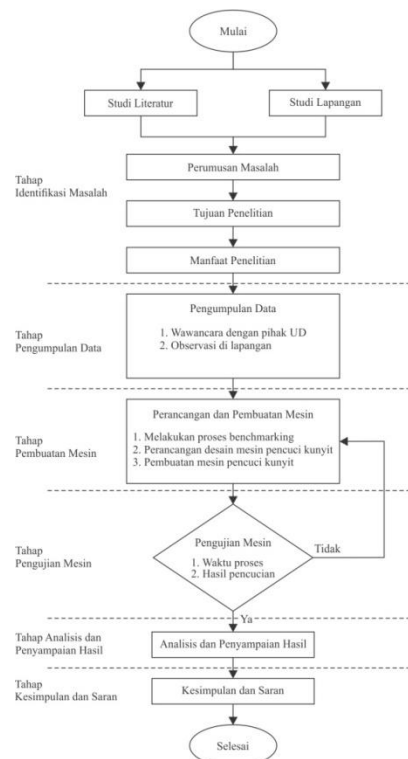 Mulai
Studi Literatur
Studi Lapangan
Tahap
Identifikasi Masalah
Perumusan Masalah
Tujuan Penelitian
Manfaat Penelitian
Tahap
Pengumpulan Data
Pengumpulan Data
1. Wawancara dengan pihak UD
2. Observasi di lapangan
Tahap
Pembuatan Mesin
Perancangan dan Pembuatan Mesin
1. Melakukan proses benchmarking
2. Perancangan desain mesin pencuci kunyit
3. Pembuatan mesin pencuci kunyit
Tahap
Pengujian Mesin
Pengujian Mesin
1. Waktu proses
2. Hasil pencucian
Tidak
Ya
Tahap Analisis dan
Penyampaian Hasil
Analisis dan Penyampaian Hasil
Tahap
Kesimpulan dan Saran
Kesimpulan dan Saran
Selesai